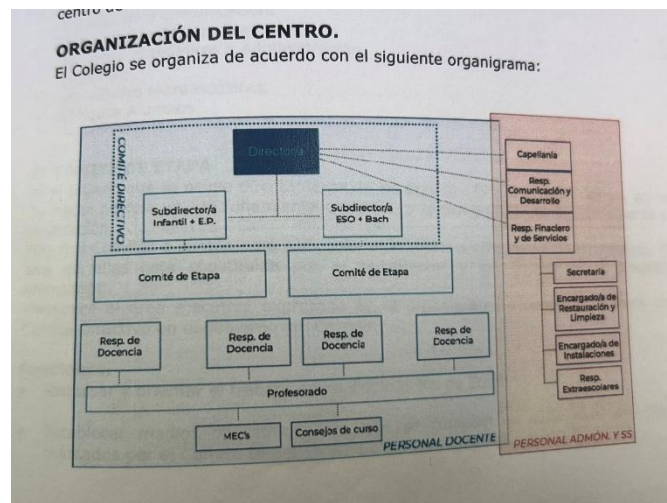 centro de
ORGANIZACIÓN DEL CENTRO.
El Colegio se organiza de acuerdo con el siguiente organigrama:
COMITÉ DIRECTIVO
Director/a
Subdirector/a
Infantil + E.P.
Subdirector/a
ESO + Bach
Comité de Etapa
Comité de Etapa
Resp. de
Docencia
Resp. de
Docencia
Resp. de
Docencia
Resp. de
Docencia
Profesorado
MEC's
Consejos de curso
PERSONAL DOCENTE
Capellanía
Resp.
Comunicación y
Desarrollo
Resp. Finaciero
y de Servicios
Secretaría
Encargado/a de
Restauración y
Limpieza
Encargado/a de
Instalaciones
Resp.
Extraescolares
PERSONAL ADMÓN. Y SS